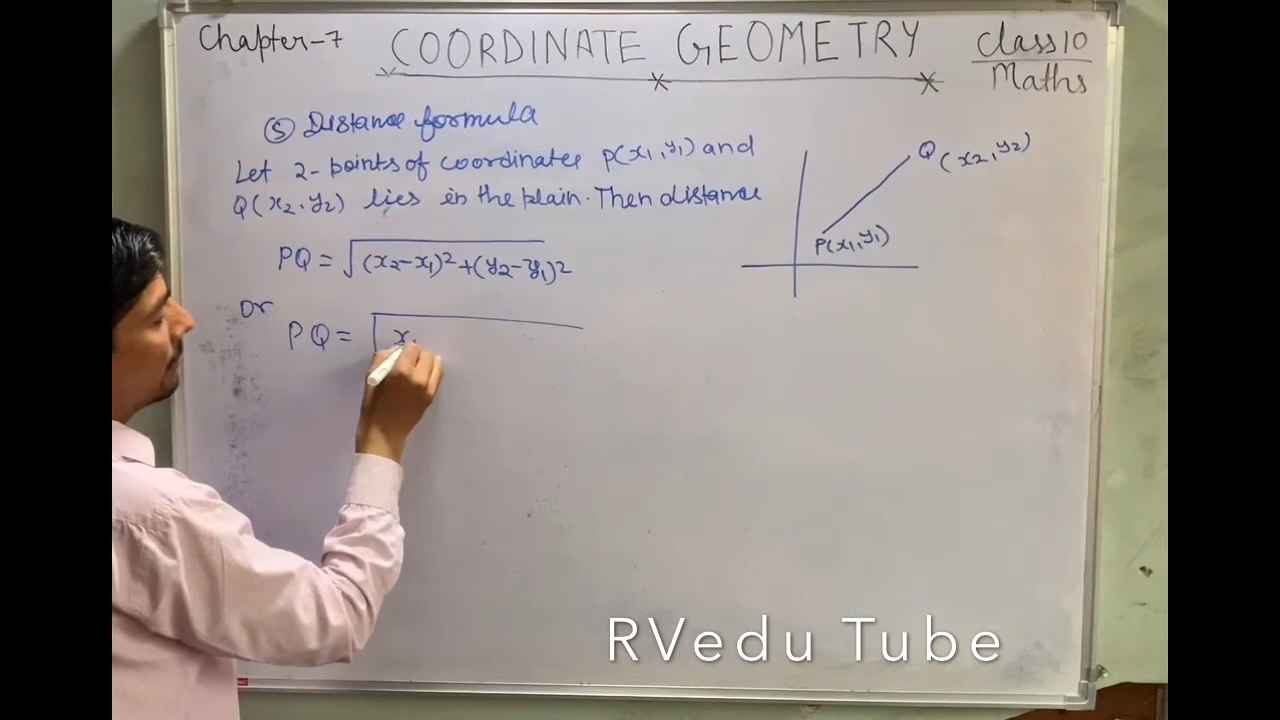 Chapter-7 COORDINATE GEOMETRY class 10
Maths
⑤ Distance formula
Let 2-points of coordinates P(x₁,y₁) and
Q(x₂,y₂) lies in the plain. Then distance
PQ = √(x₂-x₁)²+(y₂-y₁)²
Or
PQ = √x
Q (x₂,y₂)
P(x₁,y₁)
RVedu Tube